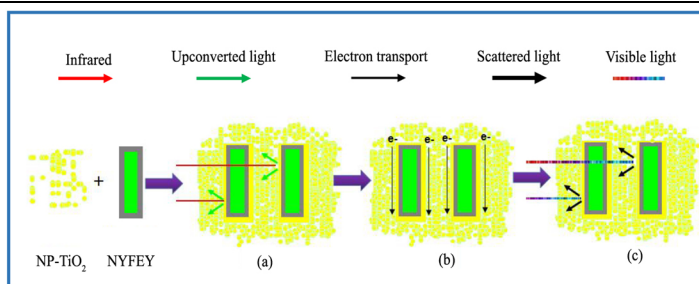 Infrared Upconverted light Electron transport Scattered light Visible light
e- e- e- e-
+
NP-TiO₂ NYFEY (a) (b) (c)